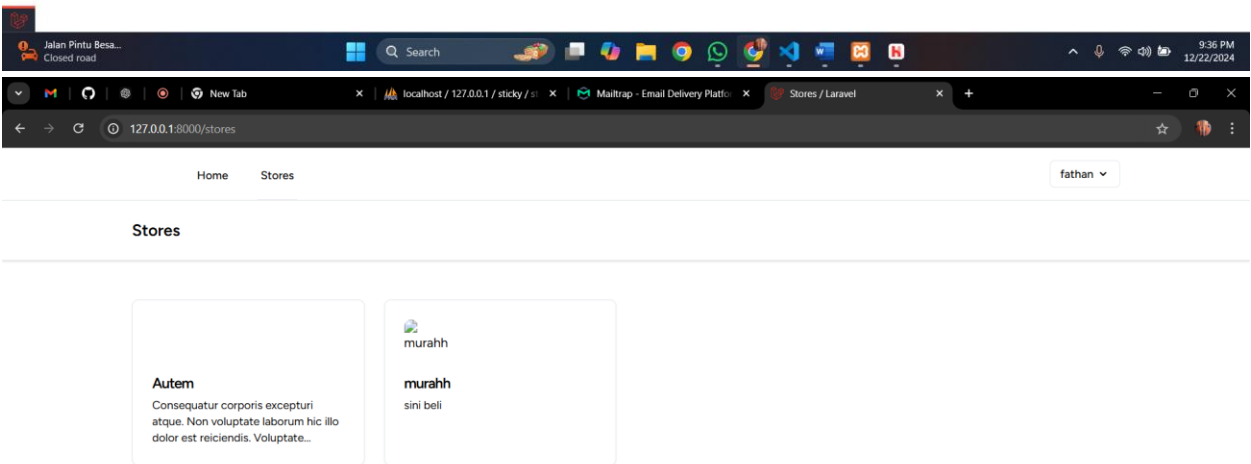 Jalan Pintu Besa...
Closed road
Search
9:36 PM
12/22/2024
New Tab
localhost / 127.0.0.1 / sticky / st
Mailtrap - Email Delivery Platfo
Stores / Laravel
127.0.0.1:8000/stores
Home Stores fathan
Stores
murahh
Autem
Consequatur corporis excepturi
atque. Non voluptate laborum hic illo
dolor est reiciendis. Voluptate...
murahh
sini beli